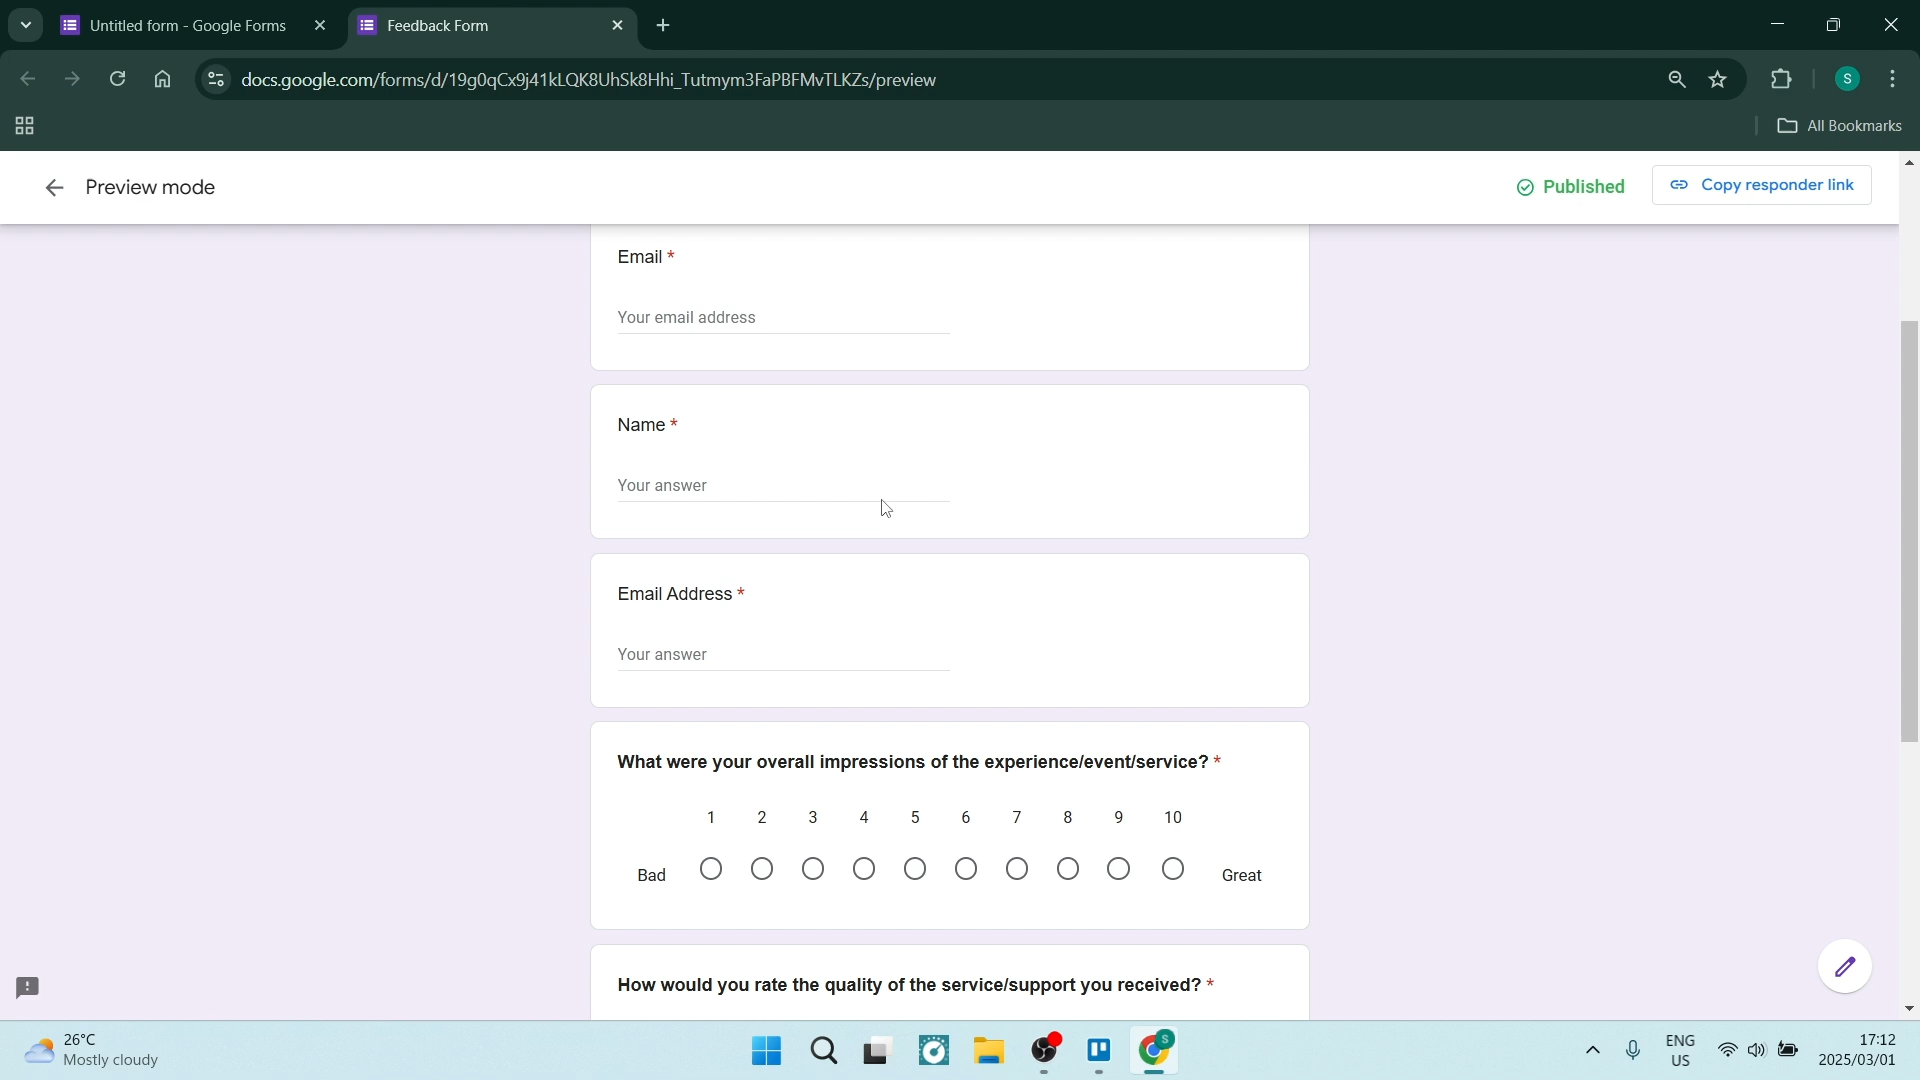 Untitled form - Google Forms
Feedback Form
docs.google.com/forms/d/19g0qCx9j41kLQK8UhSk8Hhi_Tutmym3FaPBFMvTLKZs/preview
S
All Bookmarks
Preview mode
Published
Copy responder link
Email *
Your email address
Name *
Your answer
Email Address *
Your answer
What were your overall impressions of the experience/event/service? *
1 2 3 4 5 6 7 8 9 10
Bad
Great
How would you rate the quality of the service/support you received? *
26°C
Mostly cloudy
S
ENG
US
17:12
2025/03/01